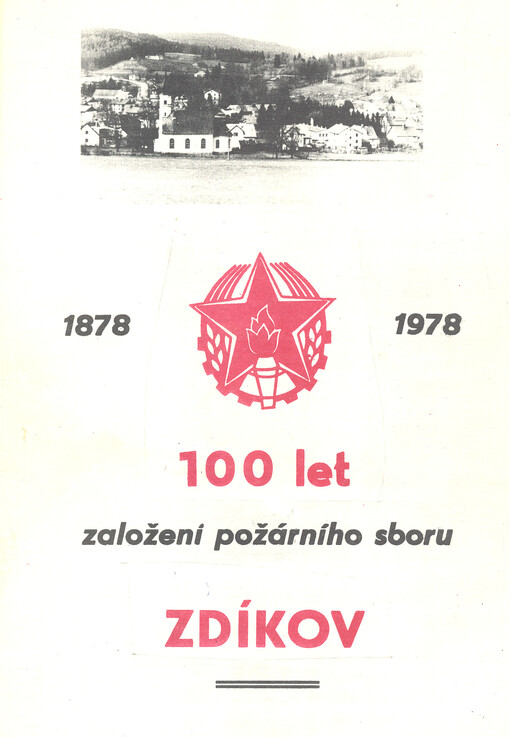 1878
1978
100 let
založení požárního sboru
ZDÍKOV